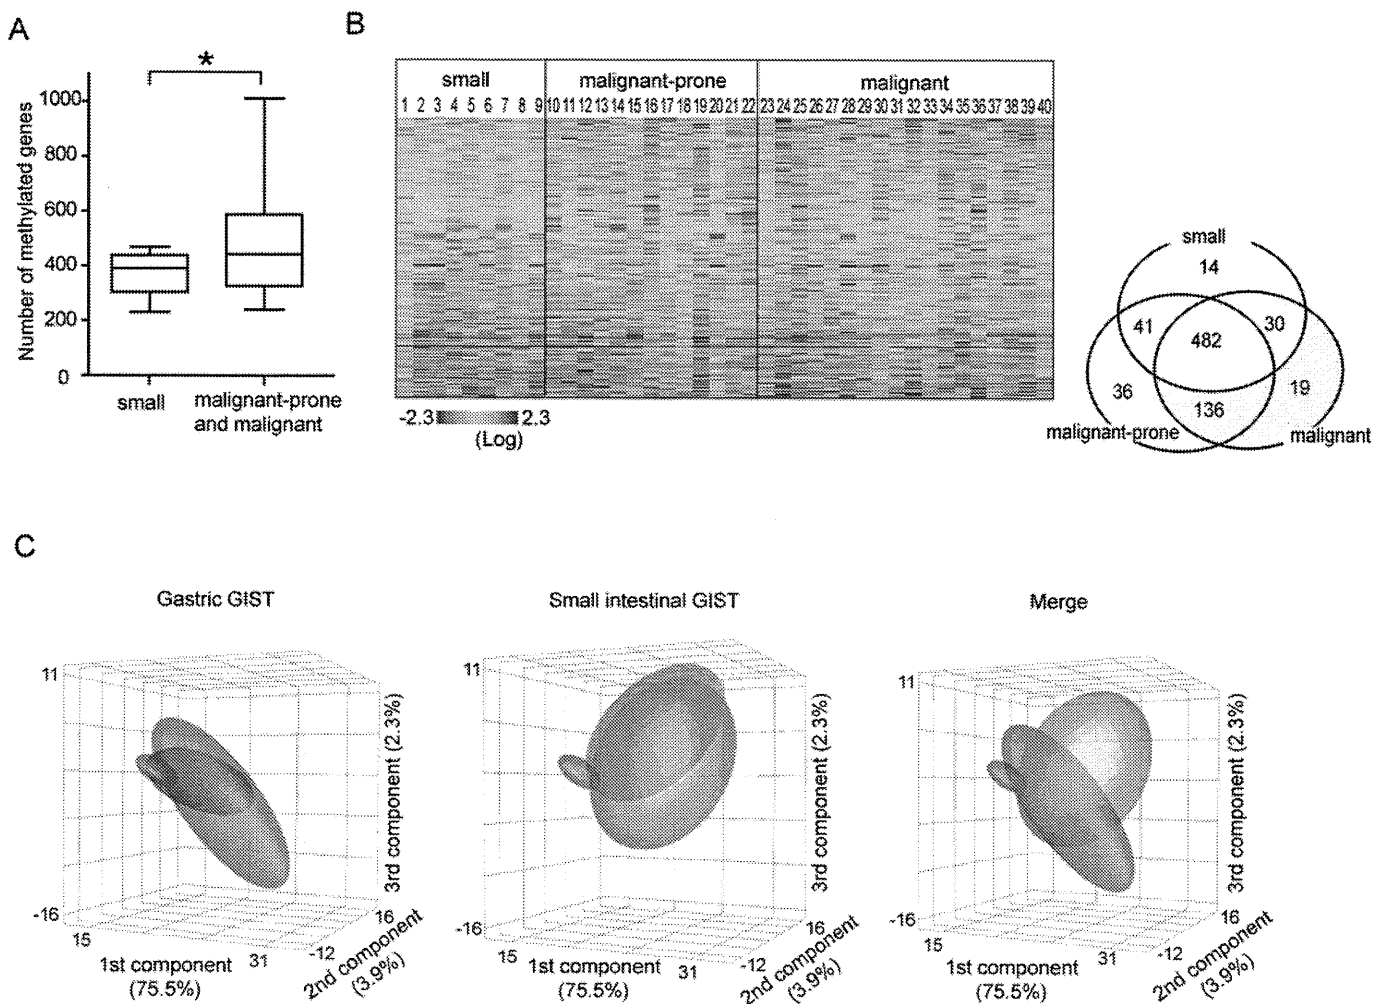 A
*
Number of methylated genes
1000
800
600
400
200
0
small
malignant-prone
and malignant
B
small malignant-prone malignant
1 2 3 4 5 6 7 8 9 10 11 12 13 14 15 16 17 18 19 20 21 22 23 24 25 26 27 28 29 30 31 32 33 34 35 36 37 38 39 40
-2.3 2.3
(Log)
small
14
41
482
30
36
136
19
malignant-prone
malignant
C
Gastric GIST
11
-16
15
1st component
(75.5%)
31
-12
2nd component
(3.9%)
16
3rd component (2.3%)
Small intestinal GIST
11
-16
15
1st component
(75.5%)
31
-12
2nd component
(3.9%)
16
3rd component (2.3%)
Merge
11
-16
15
1st component
(75.5%)
31
-12
2nd component
(3.9%)
16
3rd component (2.3%)